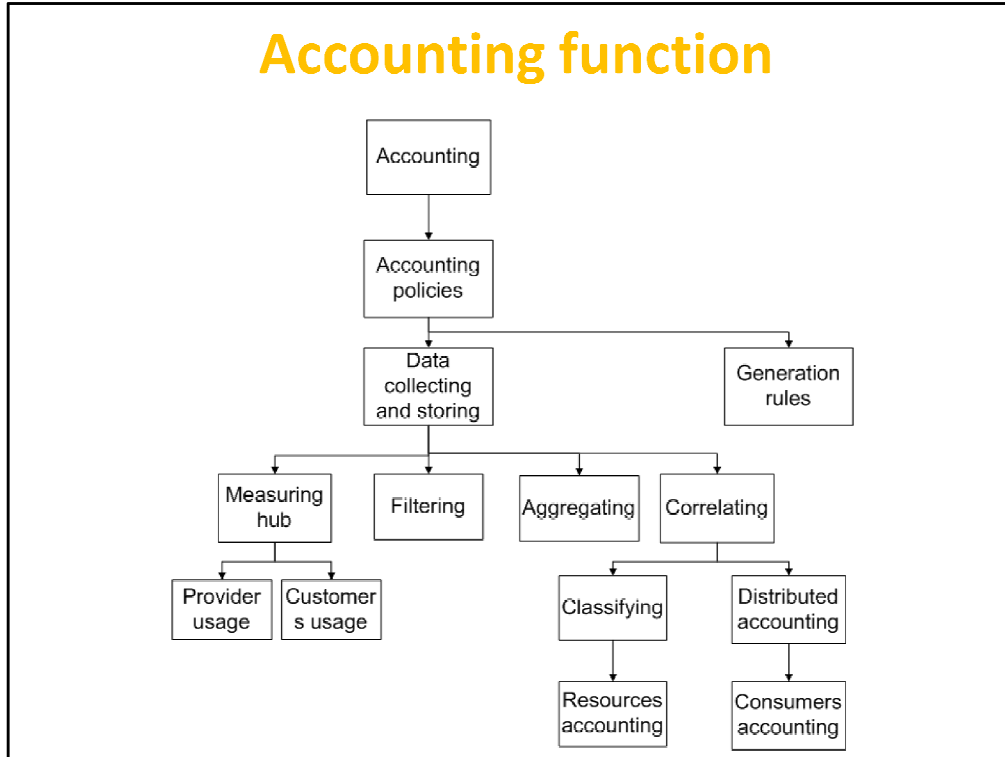 Accounting function
Accounting
Accounting
policies
Data
collecting
and storing
Generation
rules
Measuring
hub
Filtering
Aggregating
Correlating
Provider
usage
Customer
s usage
Classifying
Distributed
accounting
Resources
accounting
Consumers
accounting